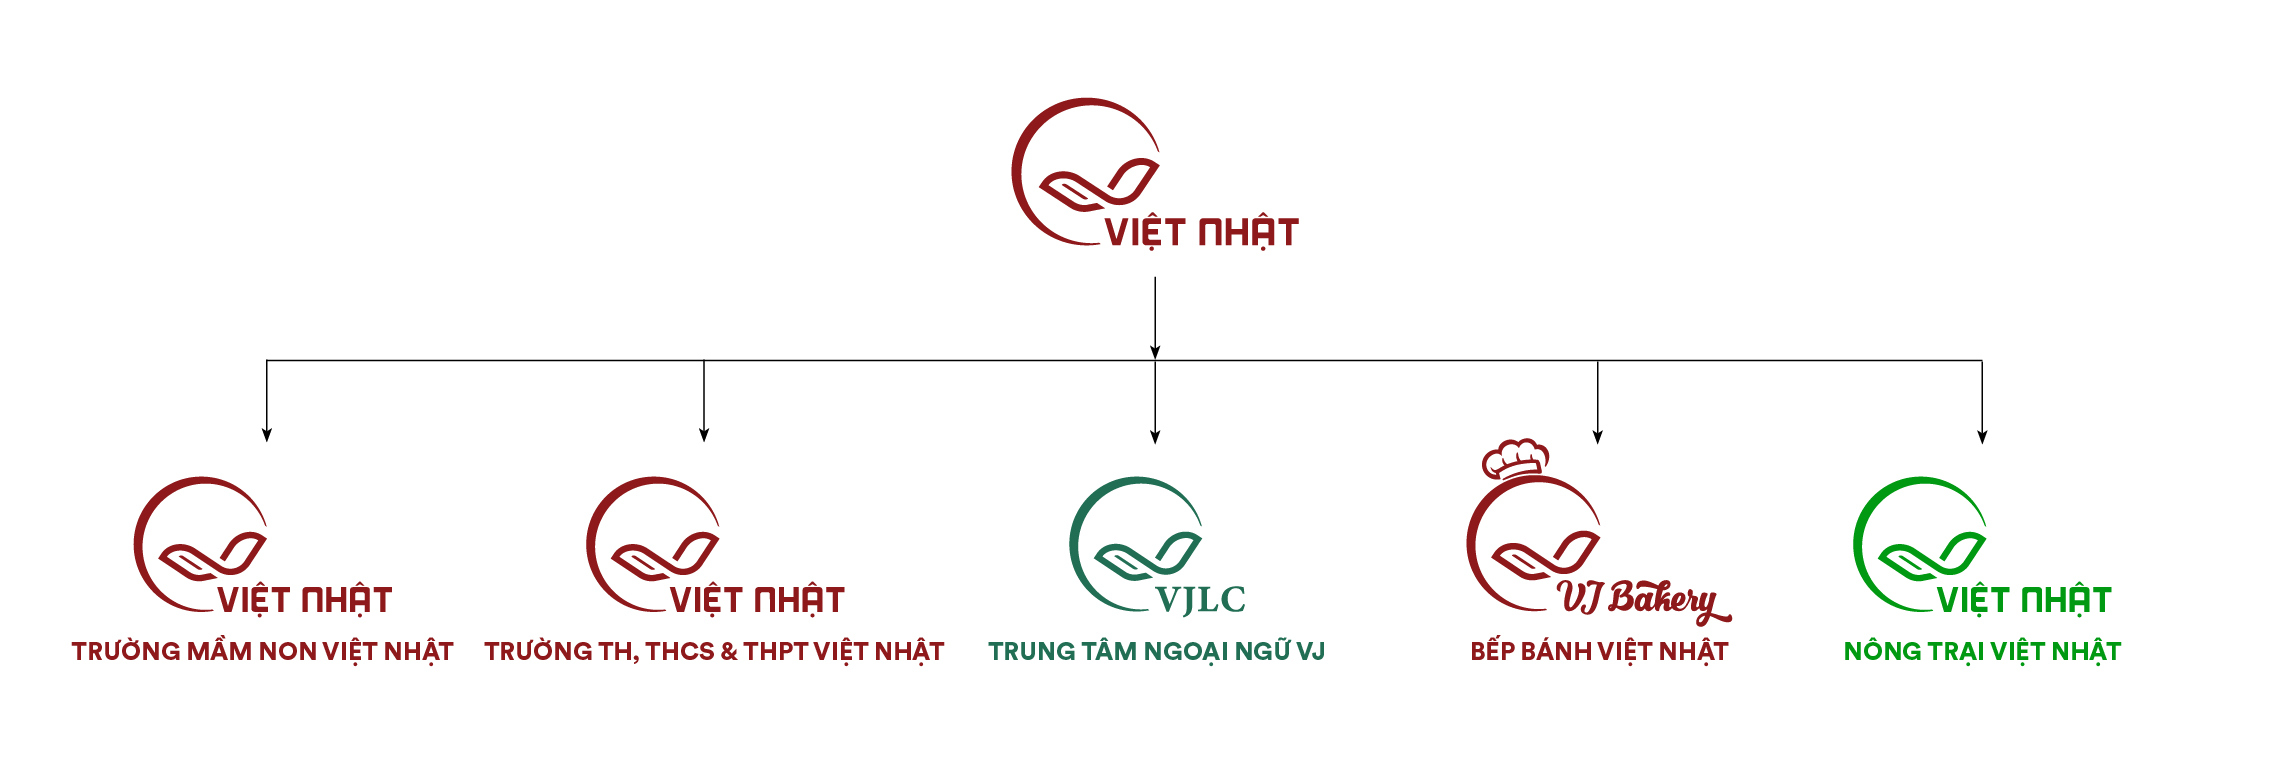 VIỆT NHẬT
VIỆT NHẬT
TRƯỜNG MẦM NON VIỆT NHẬT
VIỆT NHẬT
TRƯỜNG TH, THCS & THPT VIỆT NHẬT
VJLC
TRUNG TÂM NGOẠI NGỮ VJ
VJ Bakery
BẾP BÁNH VIỆT NHẬT
VIỆT NHẬT
NÔNG TRẠI VIỆT NHẬT